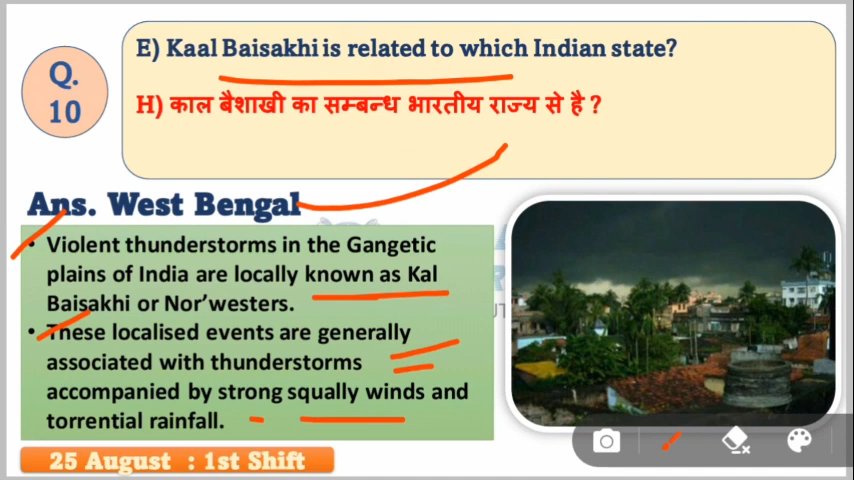 Q.
10
E) Kaal Baisakhi is related to which Indian state?
H) काल बैशाखी का सम्बन्ध भारतीय राज्य से है ?
Ans. West Bengal
• Violent thunderstorms in the Gangetic
plains of India are locally known as Kal
Baisakhi or Nor’westers.
• These localised events are generally
associated with thunderstorms
accompanied by strong squally winds and
torrential rainfall.
25 August : 1st Shift